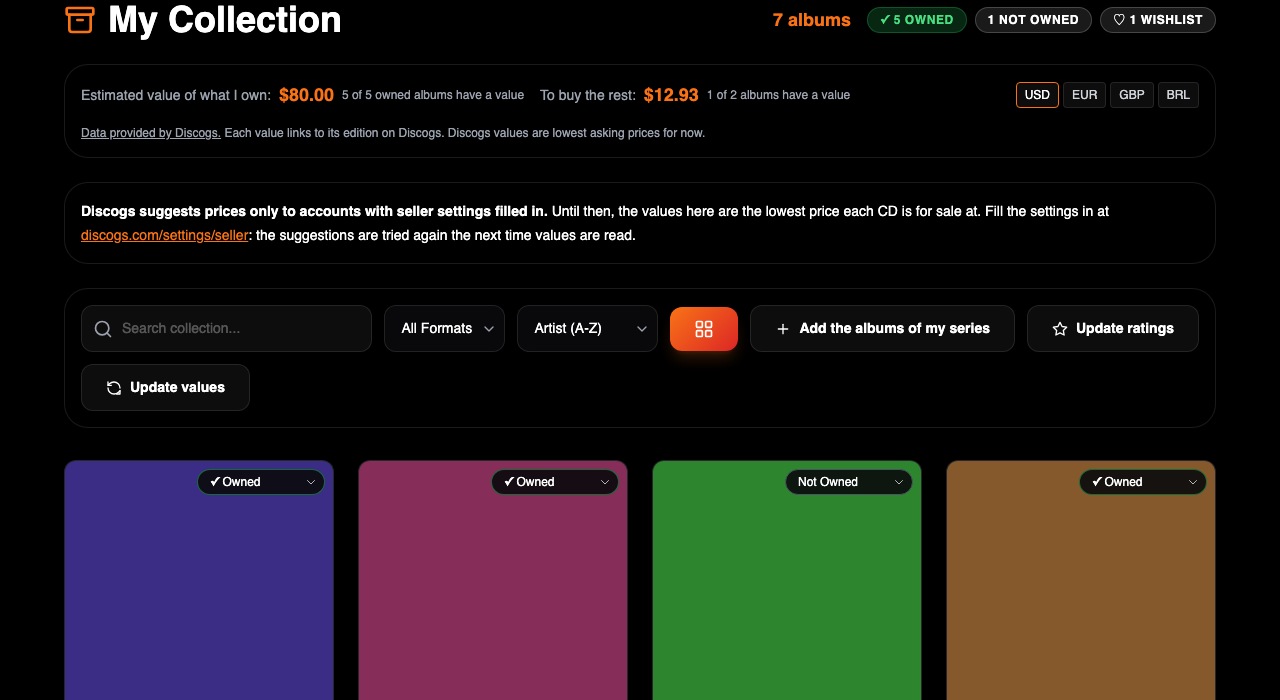 My Collection
7 albums ✓ 5 OWNED 1 NOT OWNED ♡ 1 WISHLIST
Estimated value of what I own: $80.00 5 of 5 owned albums have a value To buy the rest: $12.93 1 of 2 albums have a value USD EUR GBP BRL
Data provided by Discogs. Each value links to its edition on Discogs. Discogs values are lowest asking prices for now.
Discogs suggests prices only to accounts with seller settings filled in. Until then, the values here are the lowest price each CD is for sale at. Fill the settings in at
discogs.com/settings/seller: the suggestions are tried again the next time values are read.
Search collection... All Formats Artist (A-Z) + Add the albums of my series Update ratings
Update values
✓ Owned ✓ Owned Not Owned ✓ Owned